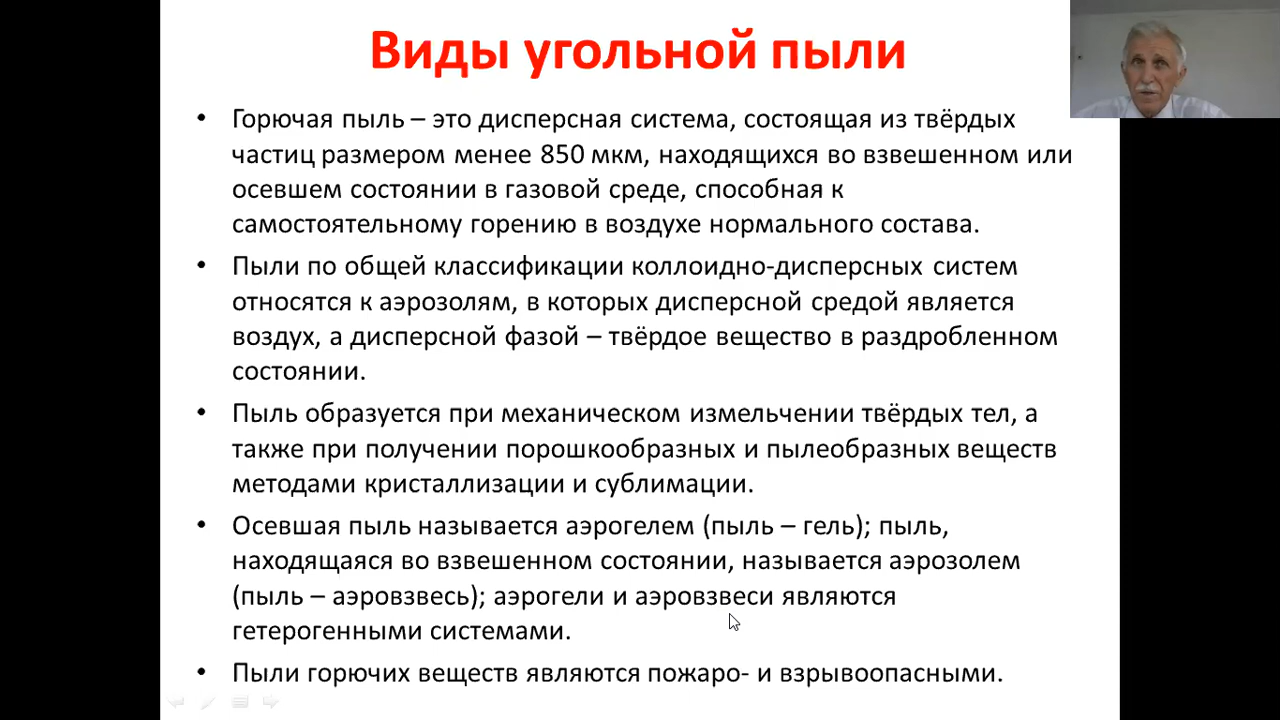 Виды угольной пыли
• Горючая пыль – это дисперсная система, состоящая из твёрдых
частиц размером менее 850 мкм, находящихся во взвешенном или
осевшем состоянии в газовой среде, способная к
самостоятельному горению в воздухе нормального состава.
• Пыли по общей классификации коллоидно-дисперсных систем
относятся к аэрозолям, в которых дисперсной средой является
воздух, а дисперсной фазой – твёрдое вещество в раздробленном
состоянии.
• Пыль образуется при механическом измельчении твёрдых тел, а
также при получении порошкообразных и пылеобразных веществ
методами кристаллизации и сублимации.
• Осевшая пыль называется аэрогелем (пыль – гель); пыль,
находящаяся во взвешенном состоянии, называется аэрозолем
(пыль – аэровзвесь); аэрогели и аэровзвеси являются
гетерогенными системами.
• Пыли горючих веществ являются пожаро- и взрывоопасными.